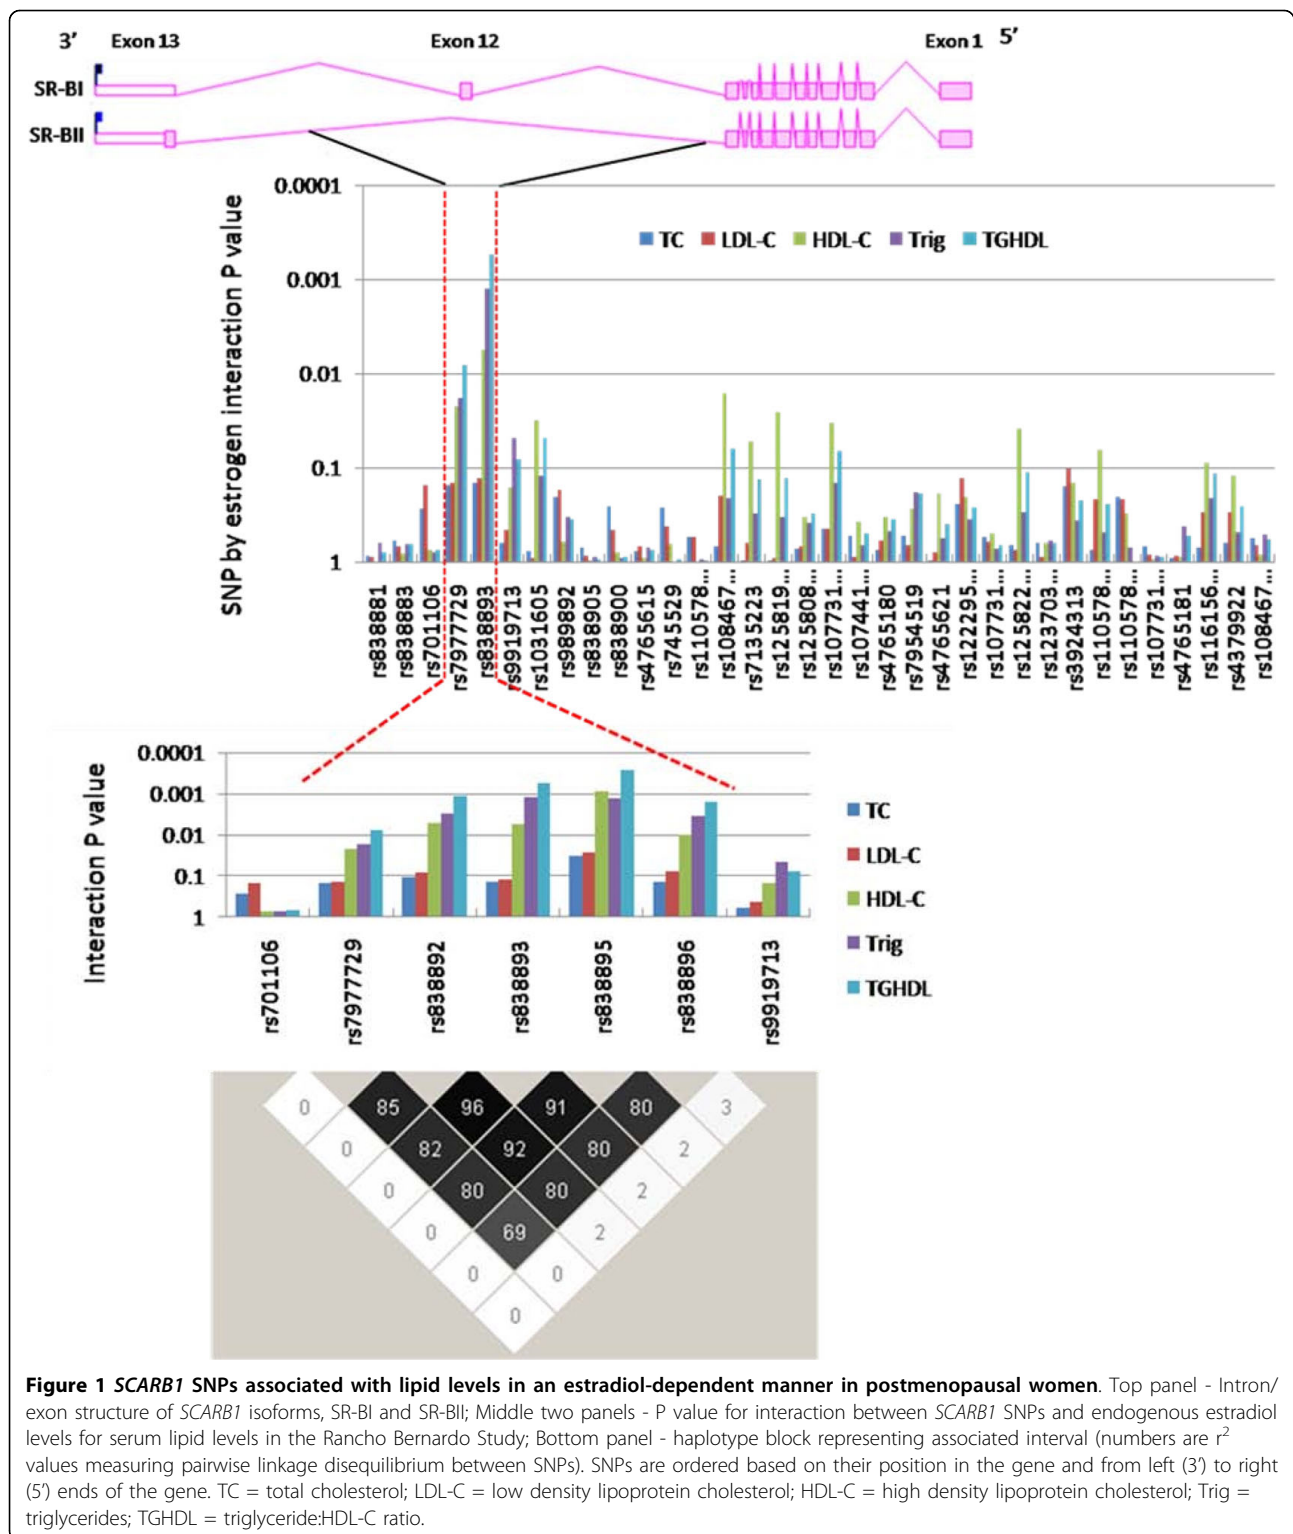 3′ Exon 13 Exon 12 Exon 1 5′
SR-BI
SR-BII
SNP by estrogen interaction P value
0.0001
0.001
0.01
0.1
1
TC LDL-C HDL-C Trig TGHDL
rs838881
rs838883
rs701106
rs7977729
rs838893
rs9919713
rs1031605
rs989892
rs838905
rs838900
rs4765615
rs745529
rs110578...
rs108467...
rs7135223
rs125819...
rs125808...
rs107731...
rs107441...
rs4765180
rs7954519
rs4765621
rs122295...
rs107731...
rs125822...
rs123703...
rs3924313
rs110578...
rs110578...
rs107731...
rs4765181
rs116156...
rs4379922
rs108467...
Interaction P value
0.0001
0.001
0.01
0.1
1
TC
LDL-C
HDL-C
Trig
TGHDL
rs701106
rs7977729
rs838892
rs838893
rs838895
rs838896
rs9919713
0 85 96 91 80 3
0 82 92 80 2
0 80 80 2
0 69 2
0 0
0
Figure 1 SCARB1 SNPs associated with lipid levels in an estradiol-dependent manner in postmenopausal women. Top panel - Intron/
exon structure of SCARB1 isoforms, SR-BI and SR-BII; Middle two panels - P value for interaction between SCARB1 SNPs and endogenous estradiol
levels for serum lipid levels in the Rancho Bernardo Study; Bottom panel - haplotype block representing associated interval (numbers are r²
values measuring pairwise linkage disequilibrium between SNPs). SNPs are ordered based on their position in the gene and from left (3′) to right
(5′) ends of the gene. TC = total cholesterol; LDL-C = low density lipoprotein cholesterol; HDL-C = high density lipoprotein cholesterol; Trig =
triglycerides; TGHDL = triglyceride:HDL-C ratio.